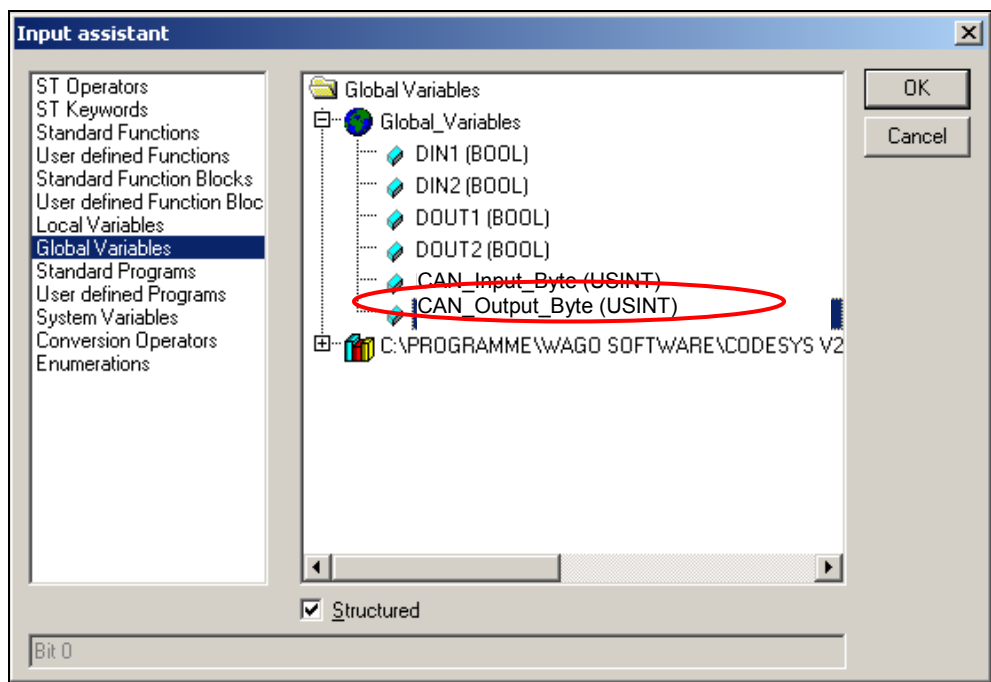 Input assistant
ST Operators
ST Keywords
Standard Functions
User defined Functions
Standard Function Blocks
User defined Function Bloc
Local Variables
Global Variables
Standard Programs
User defined Programs
System Variables
Conversion Operators
Enumerations
Global Variables
Global_Variables
DIN1 (BOOL)
DIN2 (BOOL)
DOUT1 (BOOL)
DOUT2 (BOOL)
CAN_Input_Byte (USINT)
CAN_Output_Byte (USINT)
C:\PROGRAMME\WAGO SOFTWARE\CODESYS V2
OK
Cancel
Structured
Bit 0